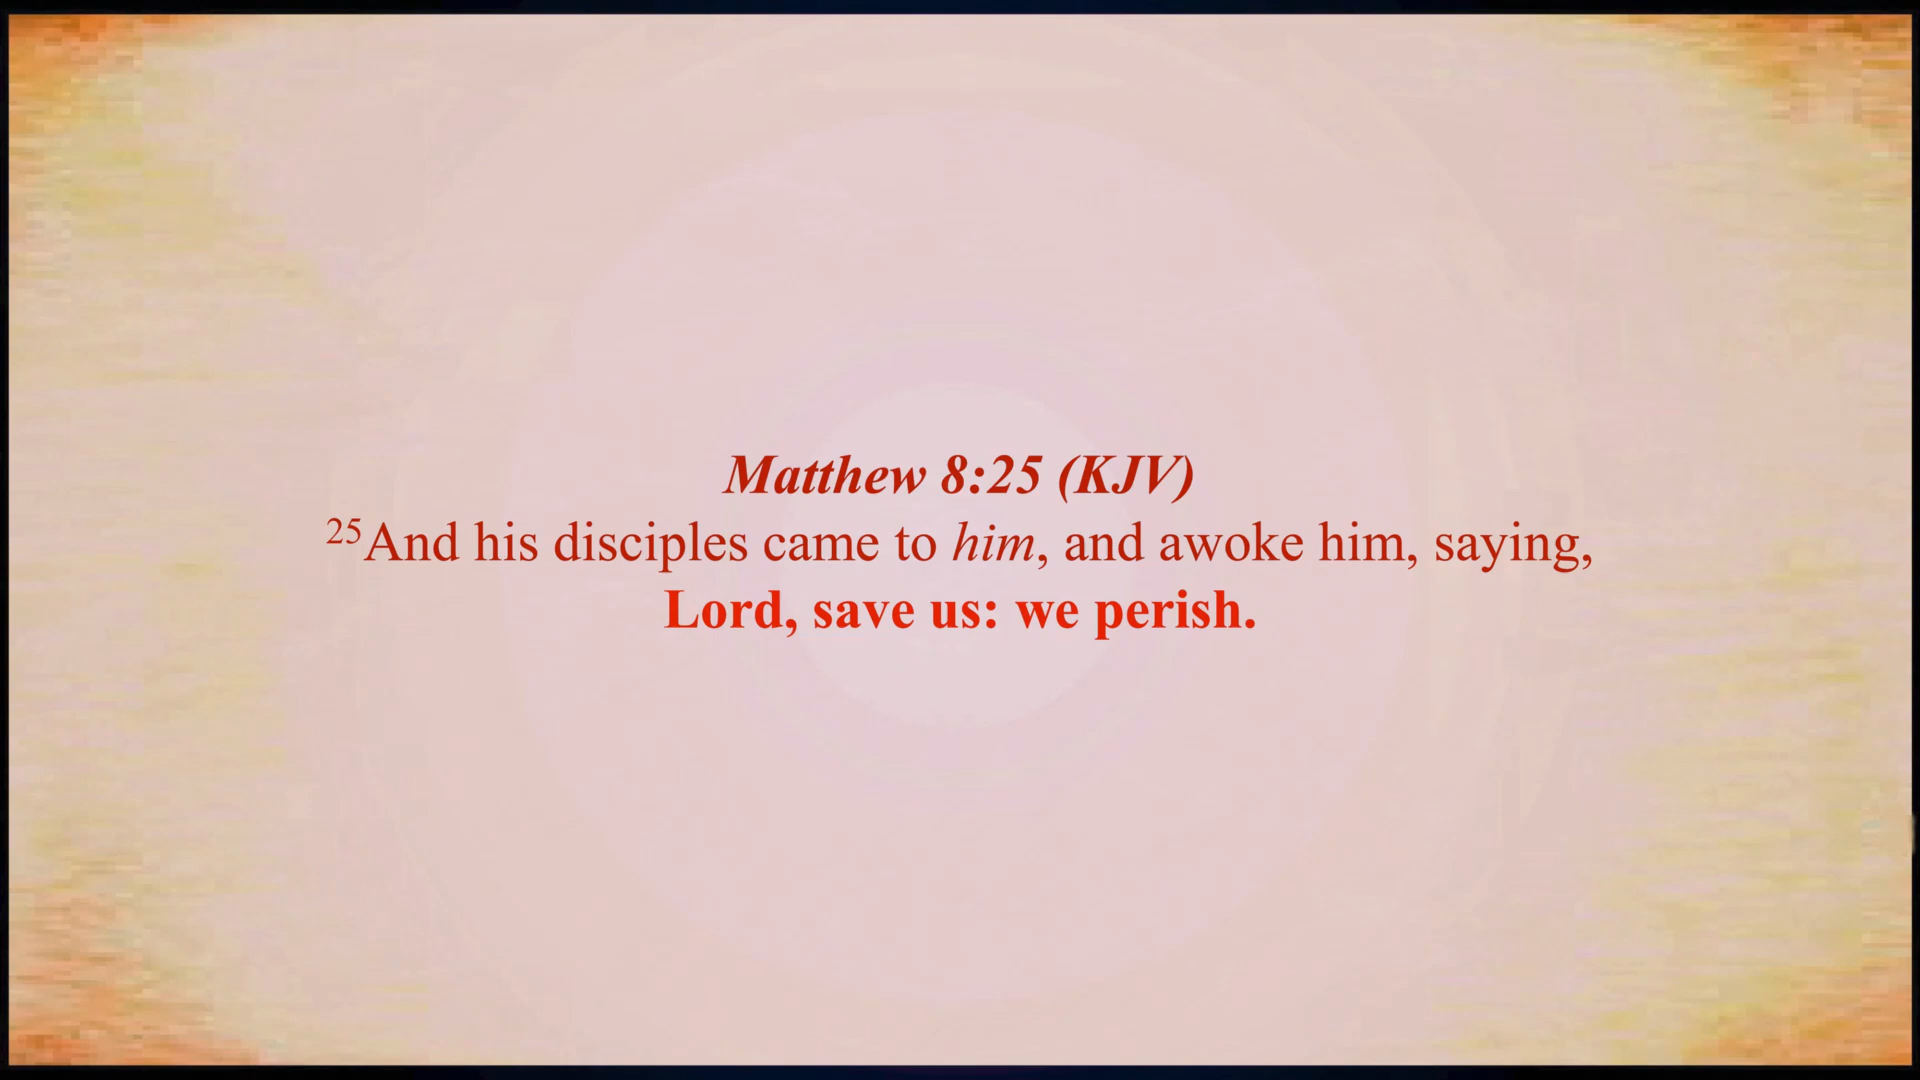 Matthew 8:25 (KJV)
25And his disciples came to him, and awoke him, saying,
Lord, save us: we perish.